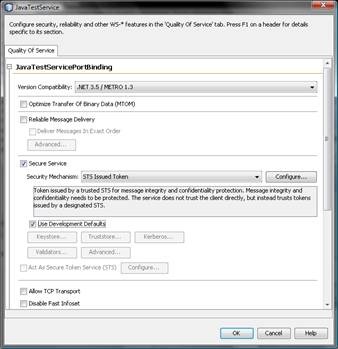 JavaTestService
Configure security, reliability and other WS-* features in the 'Quality Of Service' tab. Press F1 on a header for details
specific to its section.
Quality Of Service
JavaTestServicePortBinding
Version Compatibility: .NET 3.5 / METRO 1.3
Optimize Transfer Of Binary Data (MTOM)
Reliable Message Delivery
Deliver Messages In Exact Order
Advanced...
Secure Service
Security Mechanism: STS Issued Token Configure...
Token issued by a trusted STS for message integrity and confidentiality protection. Message integrity and
confidentiality needs to be protected. The service does not trust the client directly, but instead trusts tokens
issued by a designated STS.
Use Development Defaults
Keystore... Truststore... Kerberos...
Validators... Advanced...
Act As Secure Token Service (STS) Configure...
Allow TCP Transport
Disable Fast Infoset
OK Cancel Help